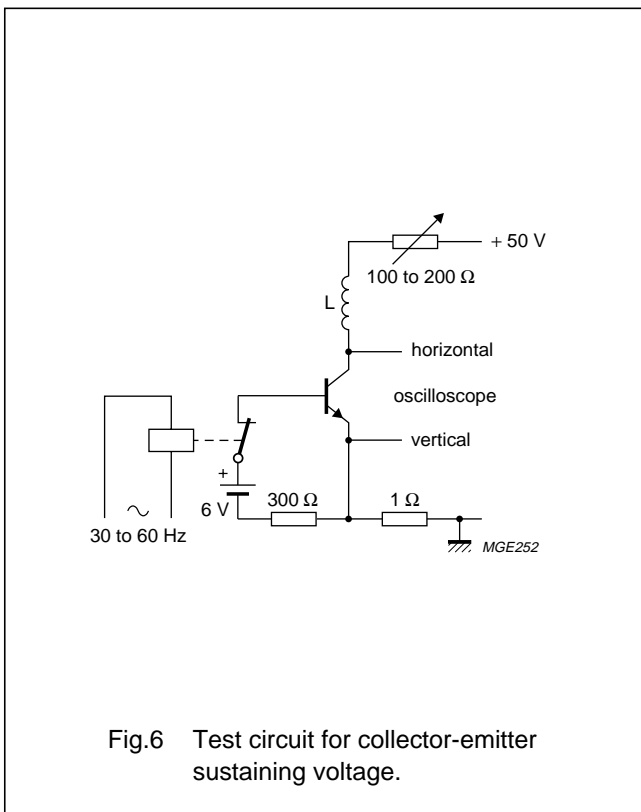 + 50 V
100 to 200 Ω
L
horizontal
oscilloscope
vertical
+
6 V
300 Ω
1 Ω
30 to 60 Hz
MGE252
Fig.6 Test circuit for collector-emitter
sustaining voltage.